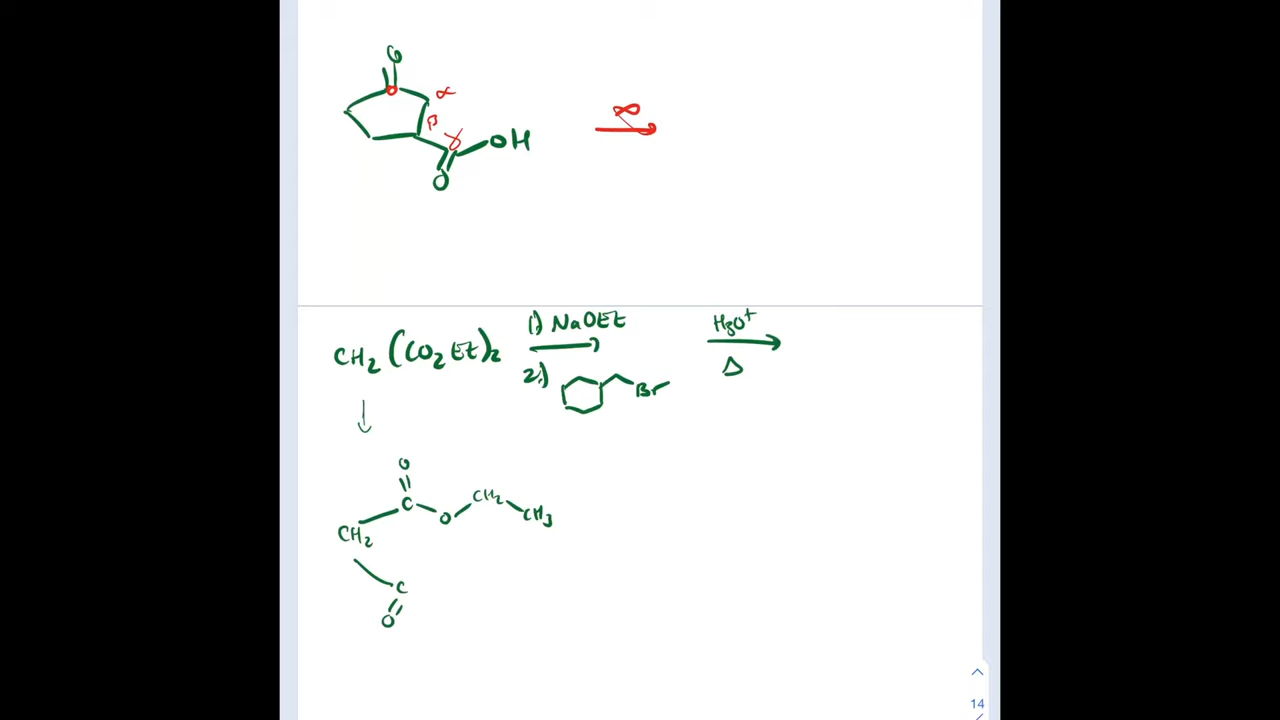 O
α
β
γ
OH
O
CH2(CO2Et)2
1.) NaOEt
2.)
Br
H3O+
Δ
O
C
O
CH2
CH3
CH2
C
O
14